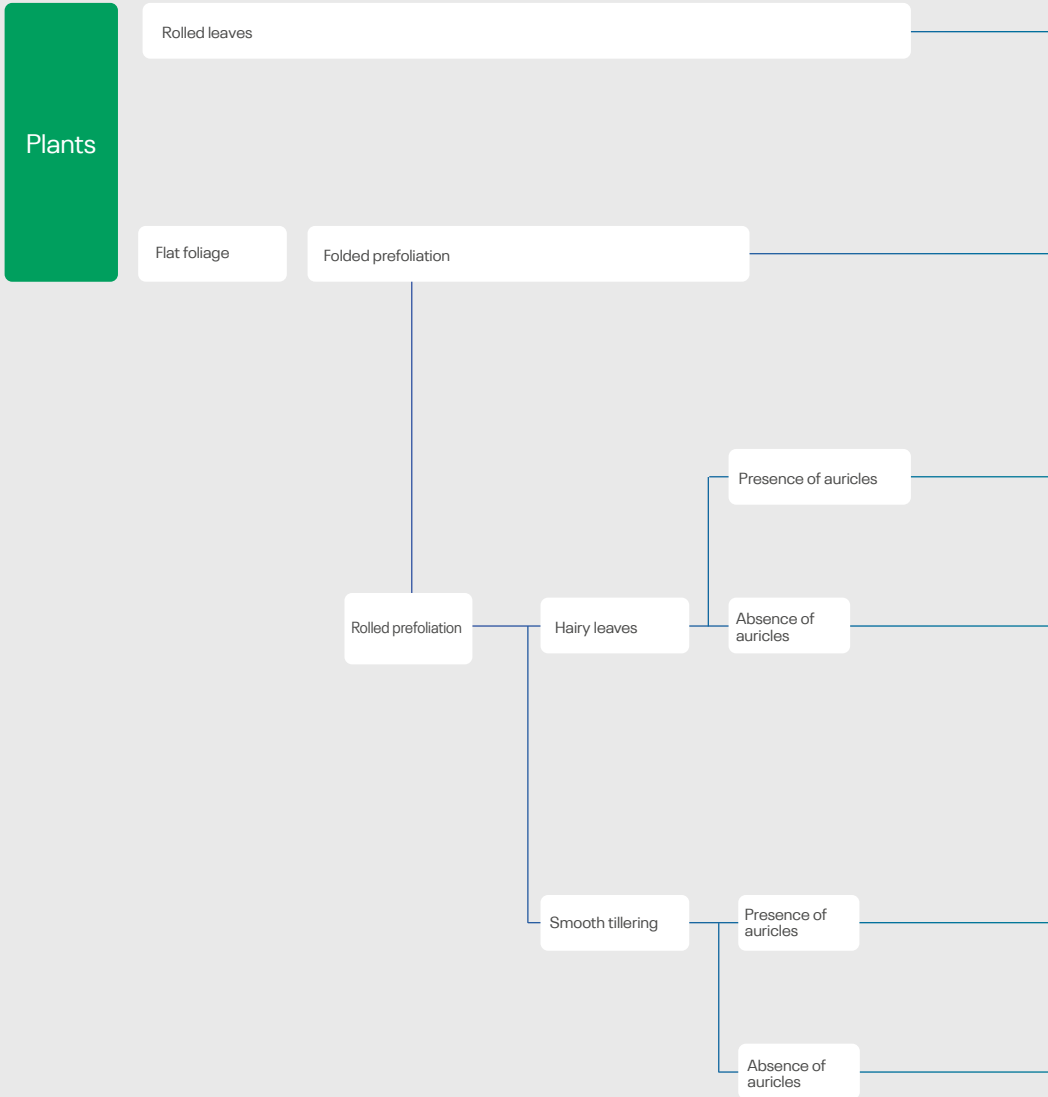 Rolled leaves
Plants
Flat foliage
Folded prefoliation
Presence of auricles
Rolled prefoliation
Hairy leaves
Absence of
auricles
Smooth tillering
Presence of
auricles
Absence of
auricles